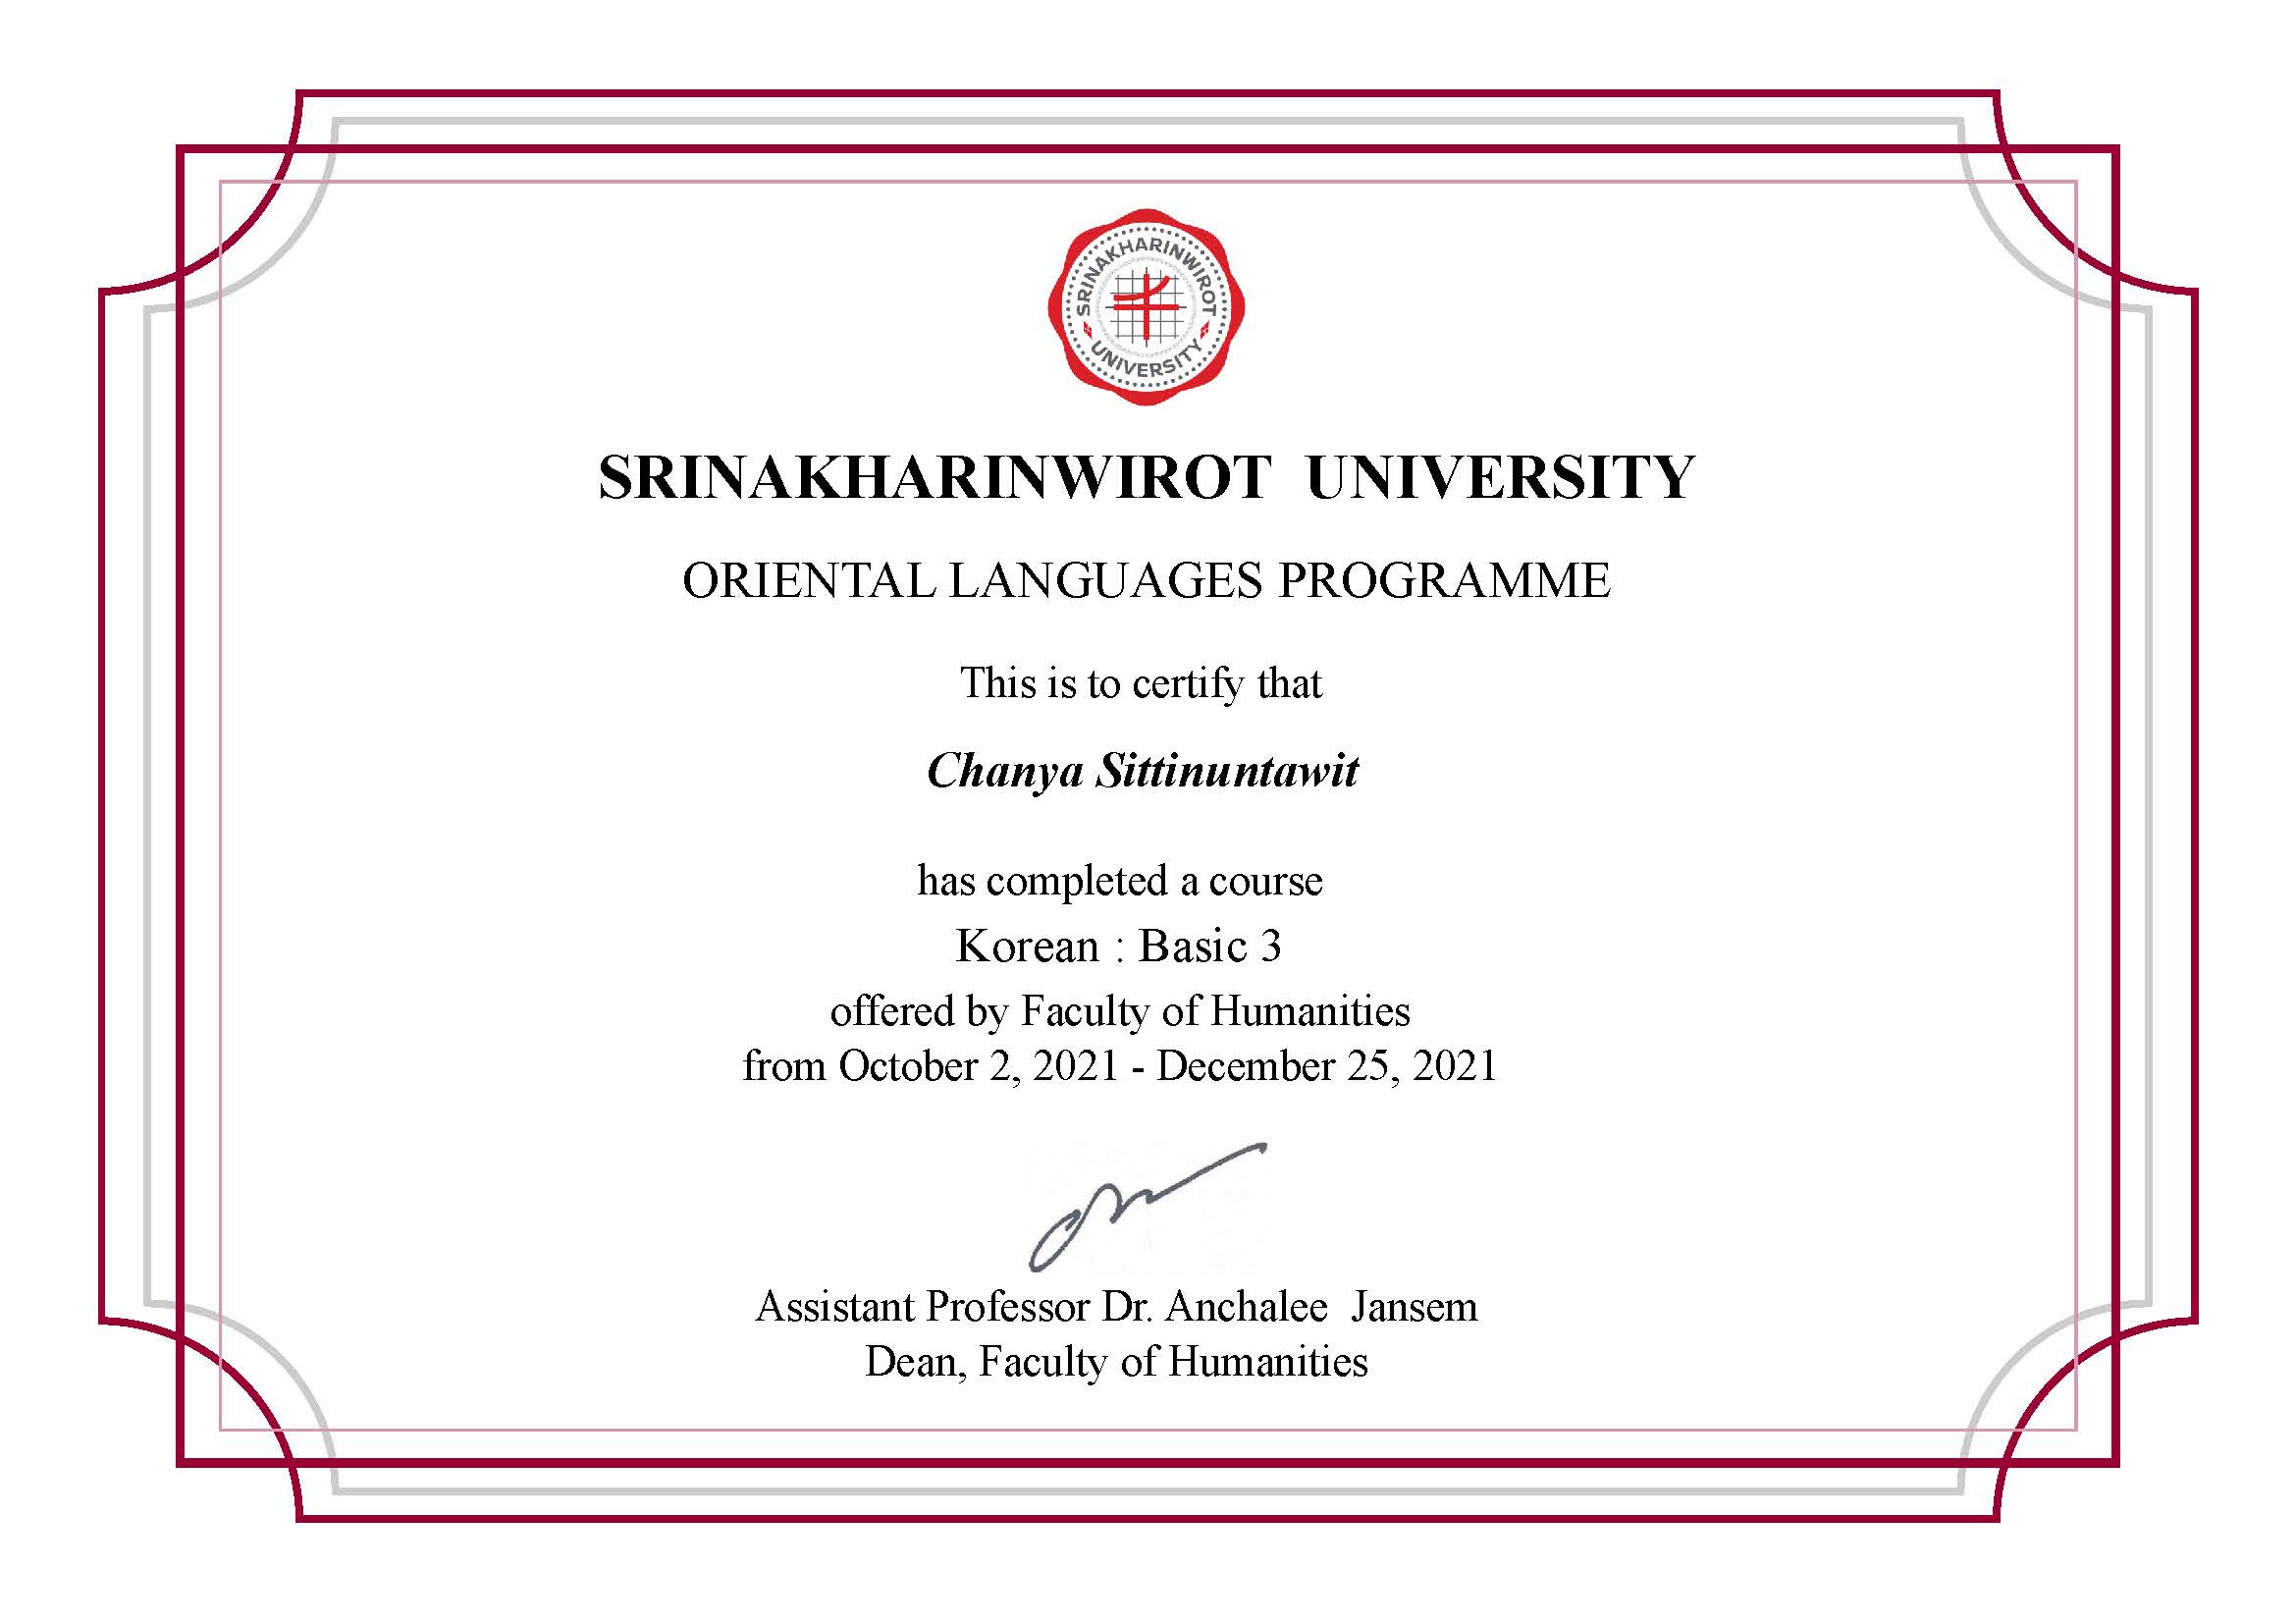 SRINAKHARINWIROT
UNIVERSITY
SRINAKHARINWIROT UNIVERSITY
ORIENTAL LANGUAGES PROGRAMME
This is to certify that
Chanya Sittinuntawit
has completed a course
Korean : Basic 3
offered by Faculty of Humanities
from October 2, 2021 - December 25, 2021
Assistant Professor Dr. Anchalee Jansem
Dean, Faculty of Humanities